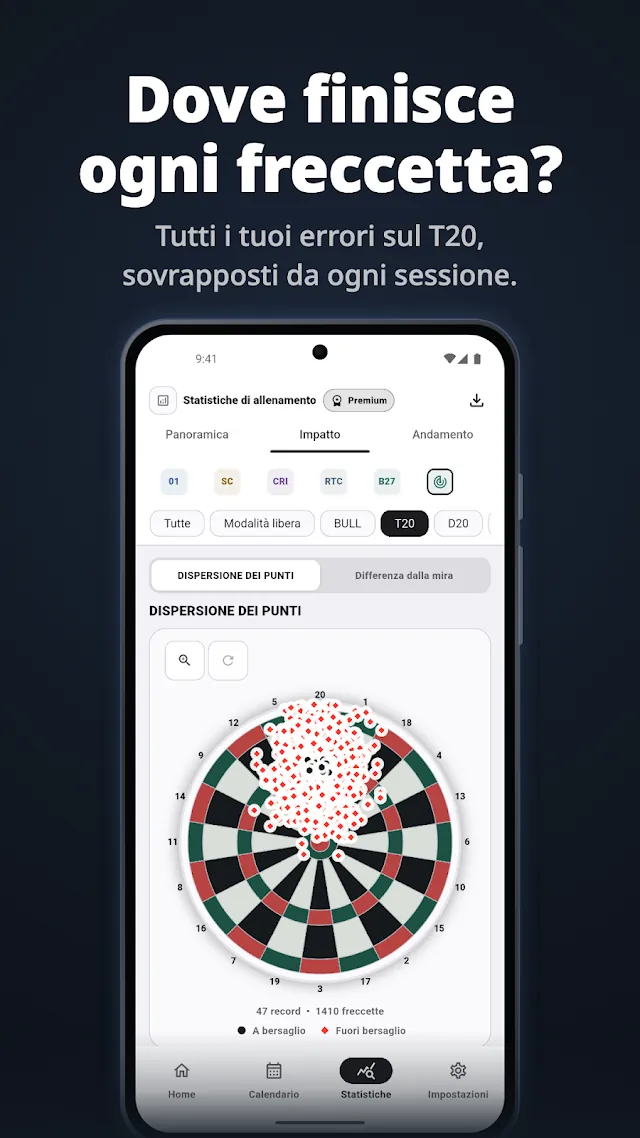 Dove finisce
ogni freccetta?
Tutti i tuoi errori sul T20,
sovrapposti da ogni sessione.
9:41
Statistiche di allenamento Premium
Panoramica Impatto Andamento
01 SC CRI RTC B27
Tutte Modalità libera BULL T20 D20
DISPERSIONE DEI PUNTI Differenza dalla mira
DISPERSIONE DEI PUNTI
20
5 1
12 18
9 4
14 13
11 6
8 10
16 15
7 2
19 17
3
47 record • 1410 freccette
A bersaglio Fuori bersaglio
Home Calendario Statistiche Impostazioni